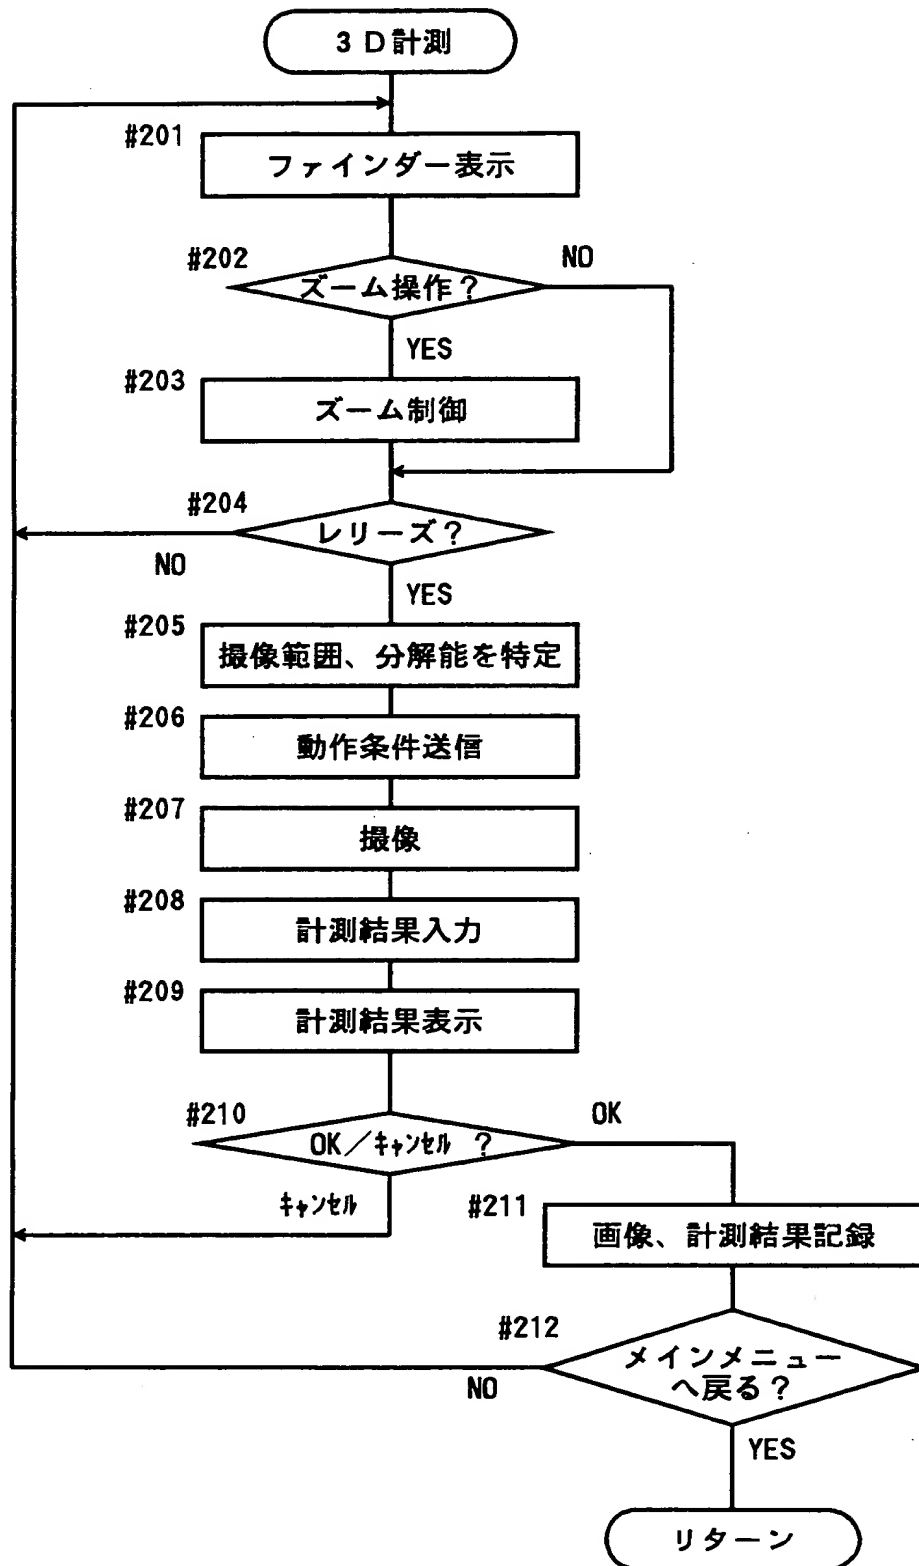 3D計測
#201
ファインダー表示
#202
ズーム操作?
NO
YES
#203
ズーム制御
#204
レリーズ?
NO
YES
#205
撮像範囲、分解能を特定
#206
動作条件送信
#207
撮像
#208
計測結果入力
#209
計測結果表示
#210
OK/キャンセル ?
OK
キャンセル
#211
画像、計測結果記録
#212
メインメニュー
へ戻る?
NO
YES
リターン